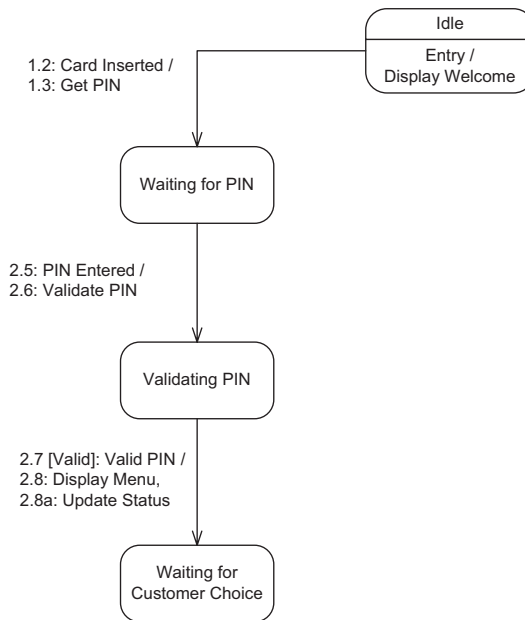 Idle
Entry /
Display Welcome
1.2: Card Inserted /
1.3: Get PIN
Waiting for PIN
2.5: PIN Entered /
2.6: Validate PIN
Validating PIN
2.7 [Valid]: Valid PIN /
2.8: Display Menu,
2.8a: Update Status
Waiting for
Customer Choice